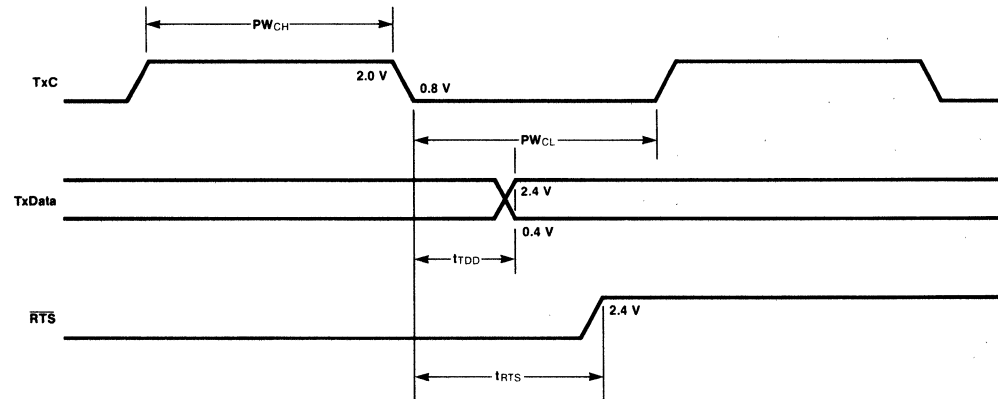 PWCH
TxC
2.0 V
0.8 V
PWCL
TxData
2.4 V
0.4 V
tTDD
RTS
2.4 V
tRTS